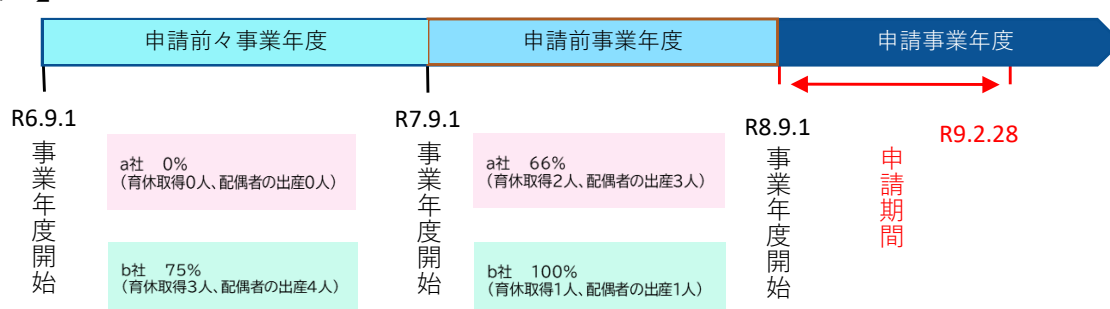 申請前々事業年度
申請前事業年度
申請事業年度
R6.9.1
事業年度開始
R7.9.1
事業年度開始
R8.9.1
事業年度開始
R9.2.28
申請期間
a社 0%
(育休取得0人、配偶者の出産0人)
a社 66%
(育休取得2人、配偶者の出産3人)
b社 75%
(育休取得3人、配偶者の出産4人)
b社 100%
(育休取得1人、配偶者の出産1人)